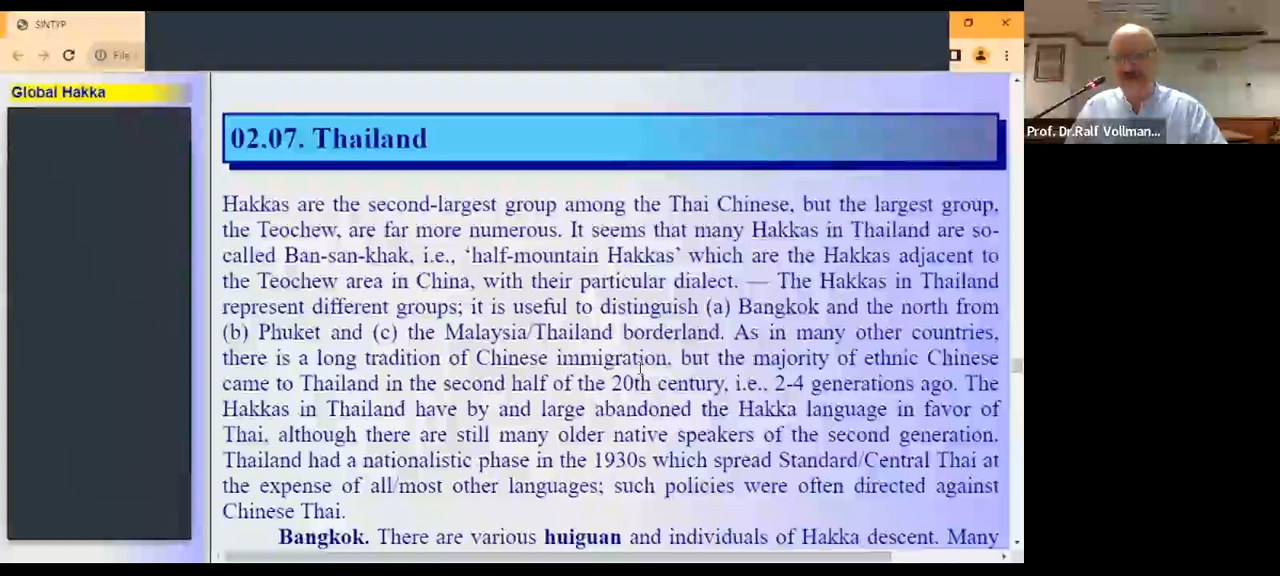 SINTYP
File
Global Hakka
02.07. Thailand
Hakkas are the second-largest group among the Thai Chinese, but the largest group,
the Teochew, are far more numerous. It seems that many Hakkas in Thailand are so-
called Ban-san-khak, i.e., ‘half-mountain Hakkas’ which are the Hakkas adjacent to
the Teochew area in China, with their particular dialect. — The Hakkas in Thailand
represent different groups; it is useful to distinguish (a) Bangkok and the north from
(b) Phuket and (c) the Malaysia/Thailand borderland. As in many other countries,
there is a long tradition of Chinese immigration, but the majority of ethnic Chinese
came to Thailand in the second half of the 20th century, i.e., 2-4 generations ago. The
Hakkas in Thailand have by and large abandoned the Hakka language in favor of
Thai, although there are still many older native speakers of the second generation.
Thailand had a nationalistic phase in the 1930s which spread Standard/Central Thai at
the expense of all/most other languages; such policies were often directed against
Chinese Thai.
Bangkok. There are various huiguan and individuals of Hakka descent. Many
Prof. Dr.Ralf Vollman...